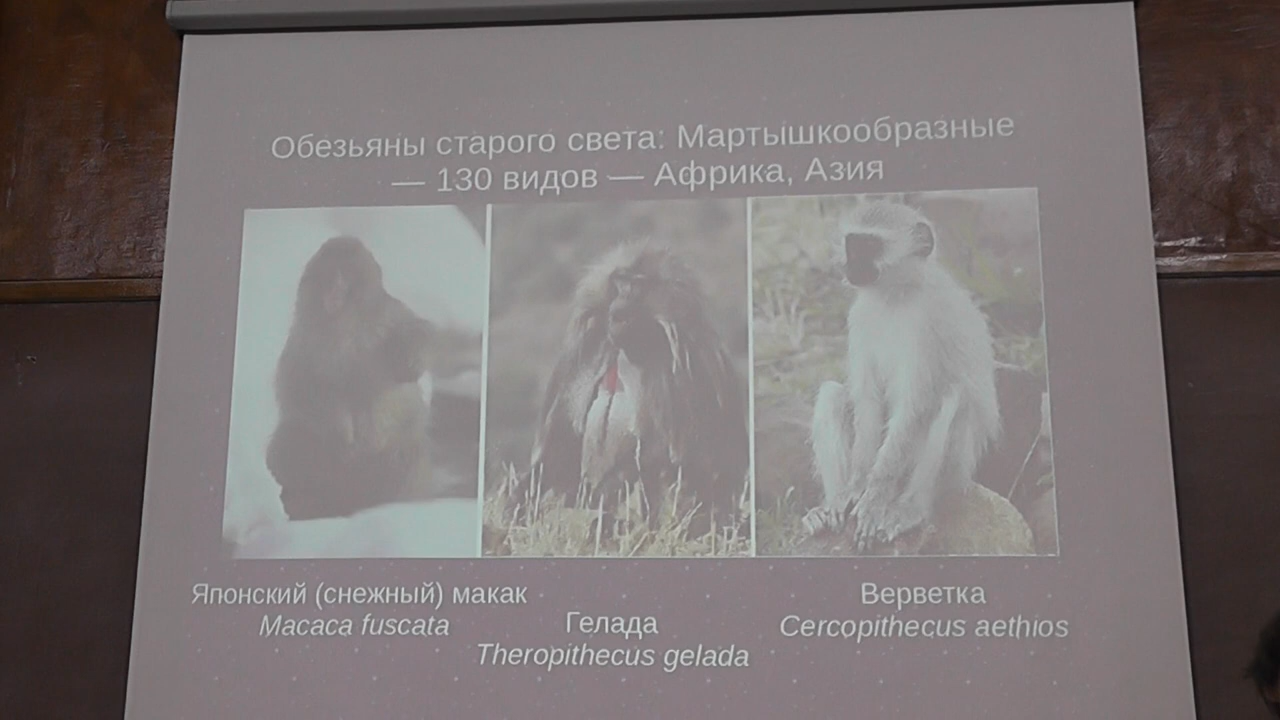 Обезьяны старого света: Мартышкообразные
— 130 видов — Африка, Азия
Японский (снежный) макак
Macaca fuscata
Гелада
Theropithecus gelada
Верветка
Cercopithecus aethios